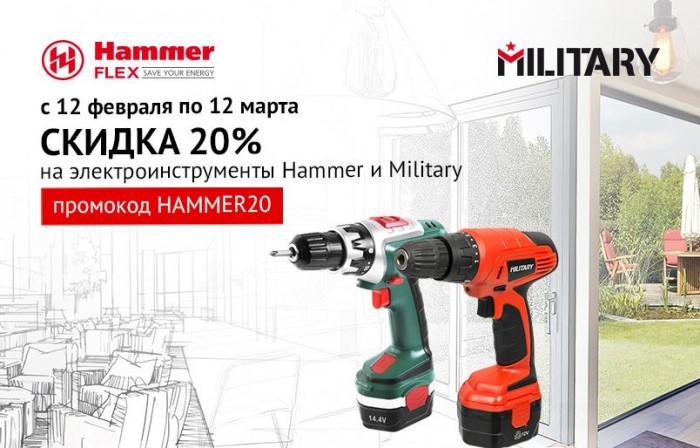 Hammer
FLEX SAVE YOUR ENERGY
MILITARY
с 12 февраля по 12 марта
СКИДКА 20%
на электроинструменты Hammer и Military
промокод HAMMER20
MILITARY
14.4V
12V